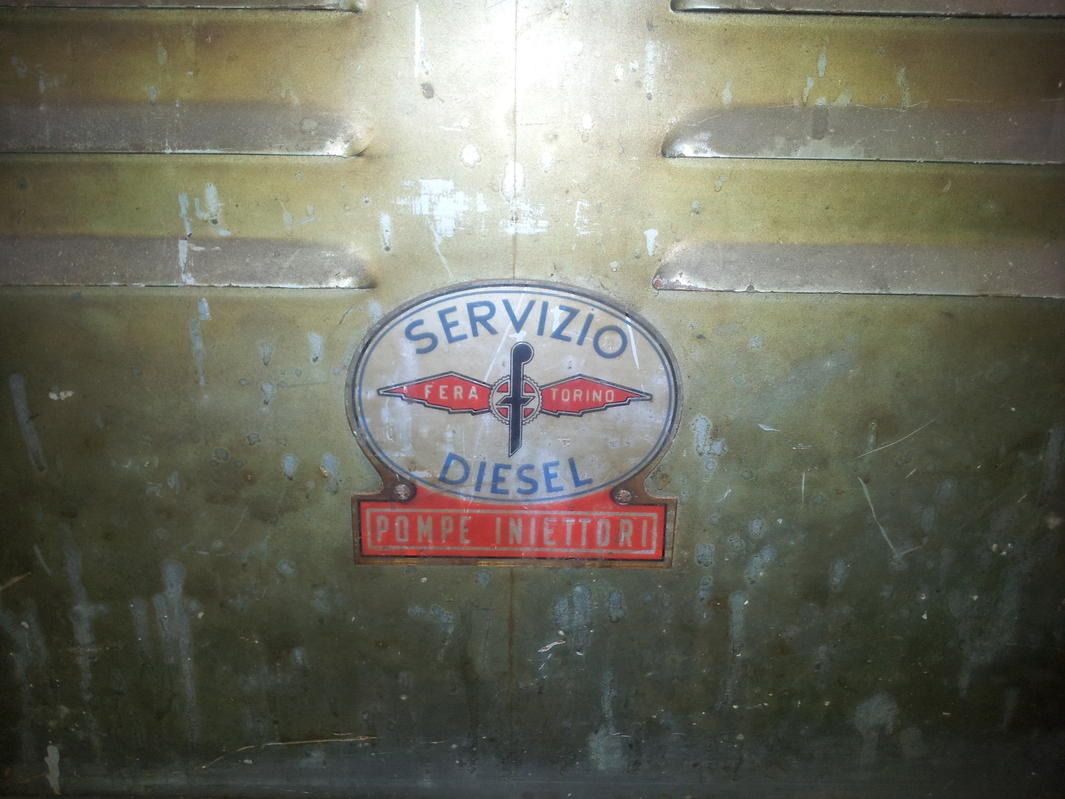 SERVIZIO
FERA f TORINO
DIESEL
POMPE INIETTORI